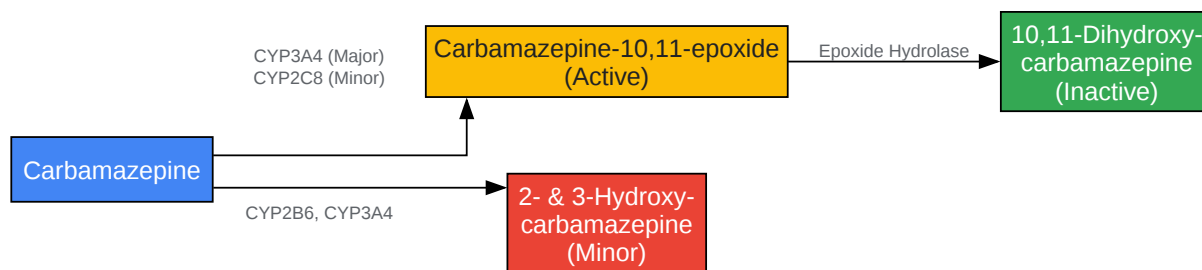 CYP3A4 (Major)
CYP2C8 (Minor)
Carbamazepine-10,11-epoxide
(Active)
Epoxide Hydrolase
10,11-Dihydroxy-
carbamazepine
(Inactive)
Carbamazepine
CYP2B6, CYP3A4
2- & 3-Hydroxy-
carbamazepine
(Minor)